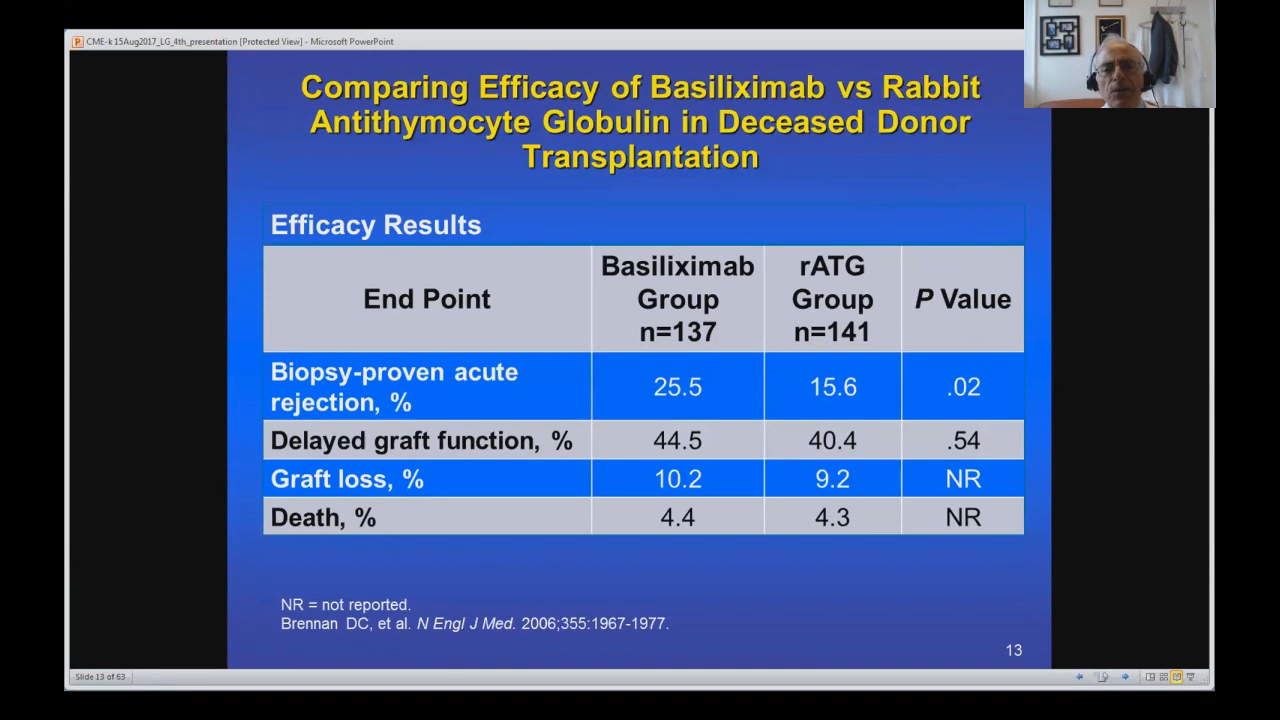 CME-k 15Aug2017_LG_4th_presentation [Protected View] - Microsoft PowerPoint
Comparing Efficacy of Basiliximab vs Rabbit
Antithymocyte Globulin in Deceased Donor
Transplantation
Efficacy Results
End Point
Basiliximab
Group
n=137
rATG
Group
n=141
P Value
Biopsy-proven acute
rejection, %
25.5
15.6
.02
Delayed graft function, %
44.5
40.4
.54
Graft loss, %
10.2
9.2
NR
Death, %
4.4
4.3
NR
NR = not reported.
Brennan DC, et al. N Engl J Med. 2006;355:1967-1977.
13
Slide 13 of 63